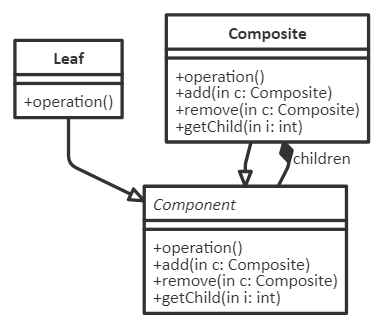 Composite
+operation()
+add(in c: Composite)
+remove(in c: Composite)
+getChild(in i: int)
Leaf
+operation()
children
Component
+operation()
+add(in c: Composite)
+remove(in c: Composite)
+getChild(in i: int)